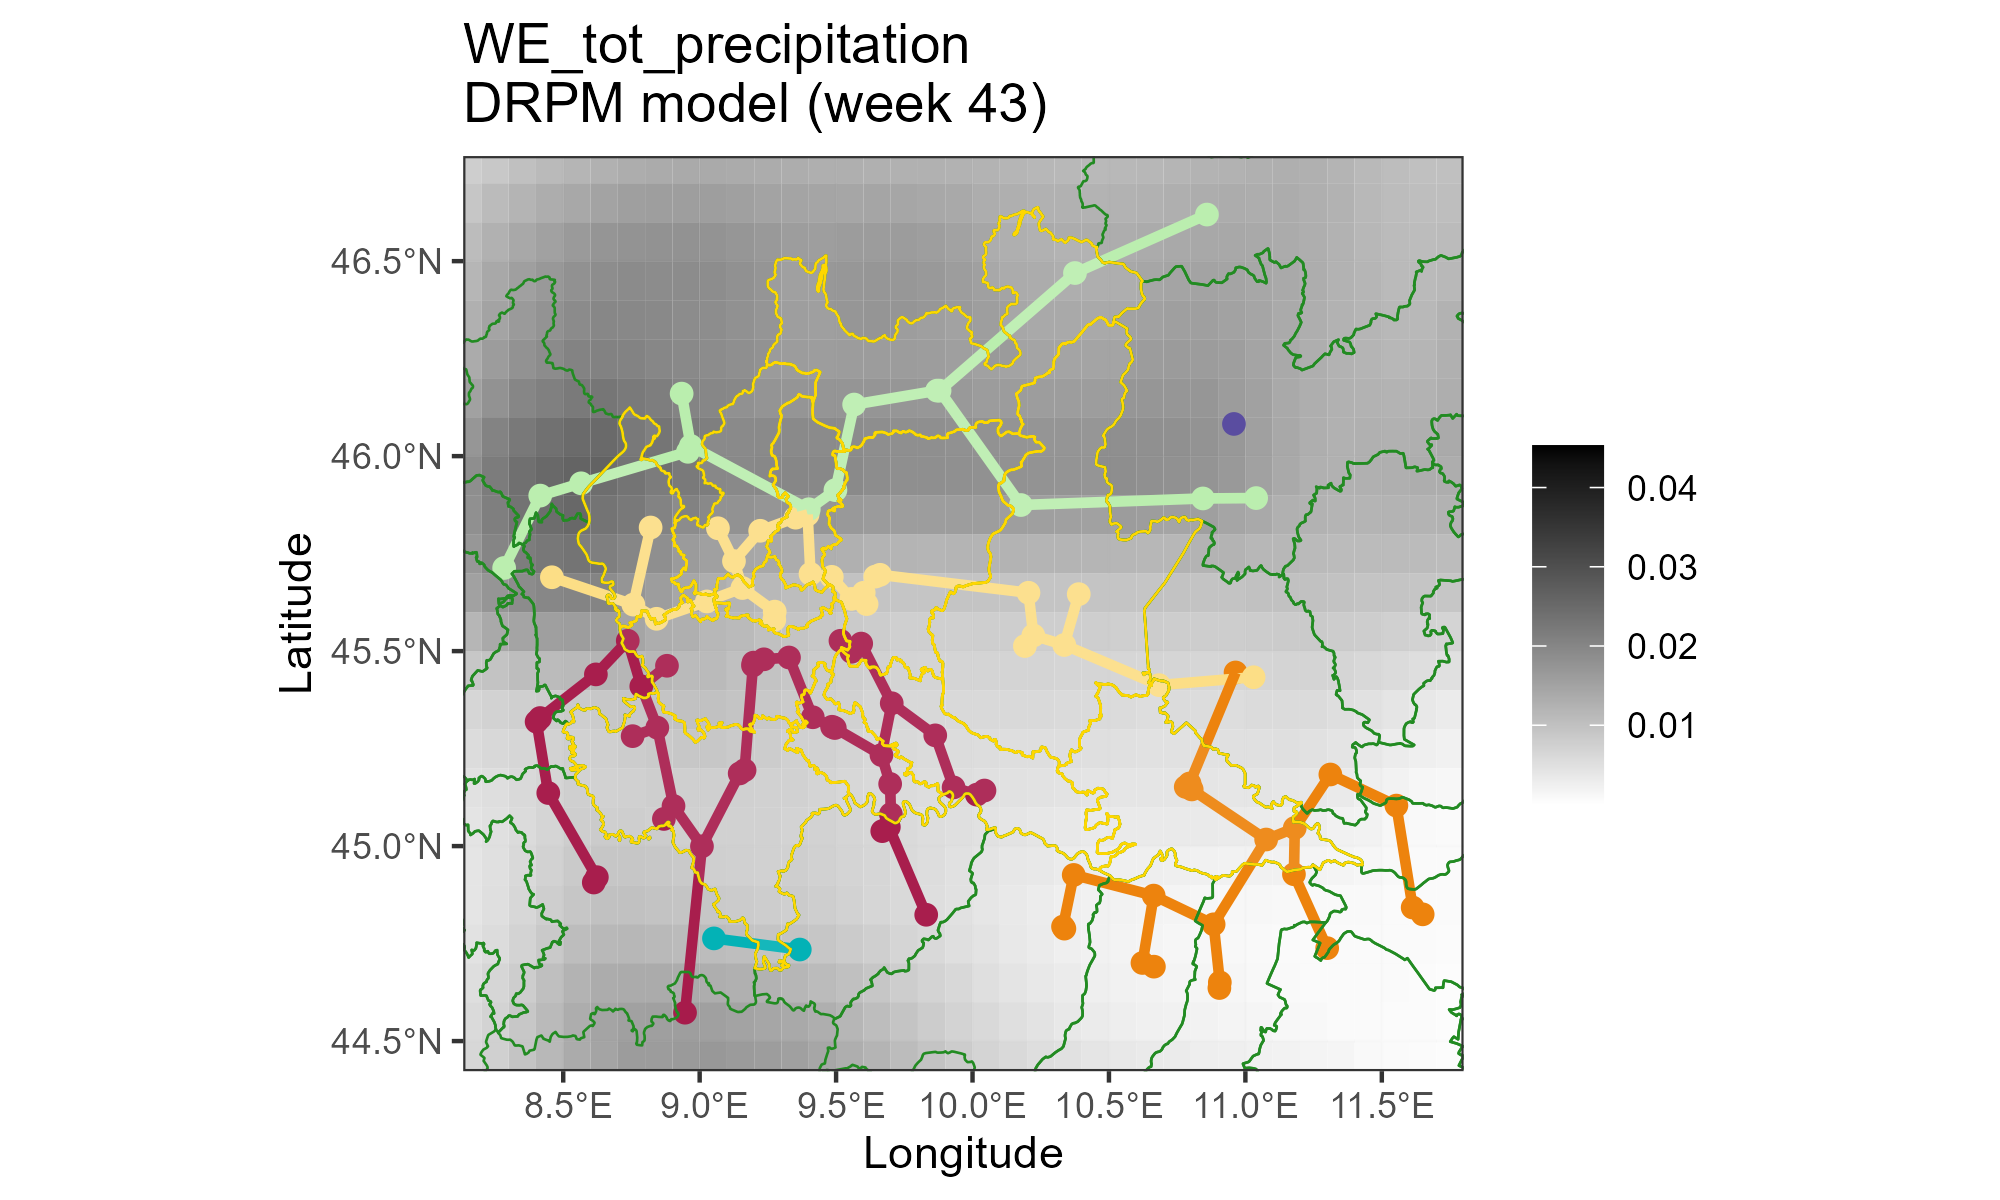 WE_tot_precipitation
DRPM model (week 43)
46.5°N
46.0°N
45.5°N
45.0°N
44.5°N
Latitude
8.5°E 9.0°E 9.5°E 10.0°E 10.5°E 11.0°E 11.5°E
Longitude
0.04
0.03
0.02
0.01